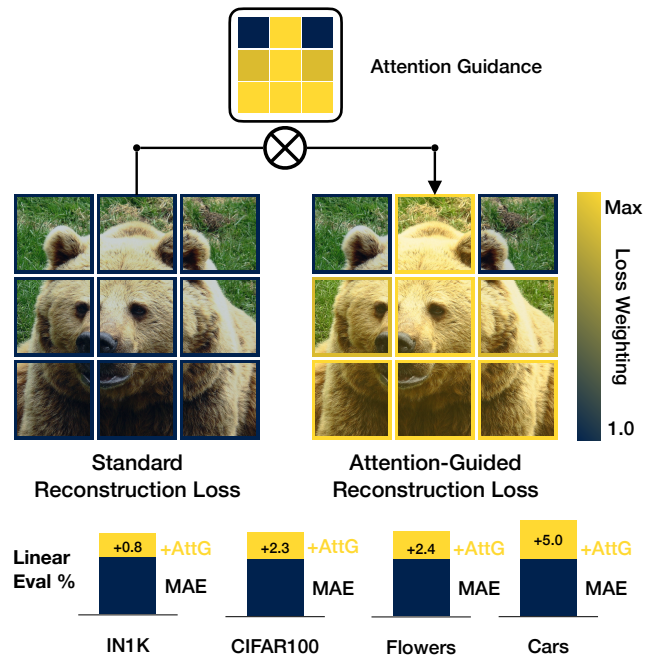 Attention Guidance
Max
Loss Weighting
1.0
Standard
Reconstruction Loss
Attention-Guided
Reconstruction Loss
Linear
Eval %
+0.8
+AttG
MAE
IN1K
+2.3
+AttG
MAE
CIFAR100
+2.4
+AttG
MAE
Flowers
+5.0
+AttG
MAE
Cars